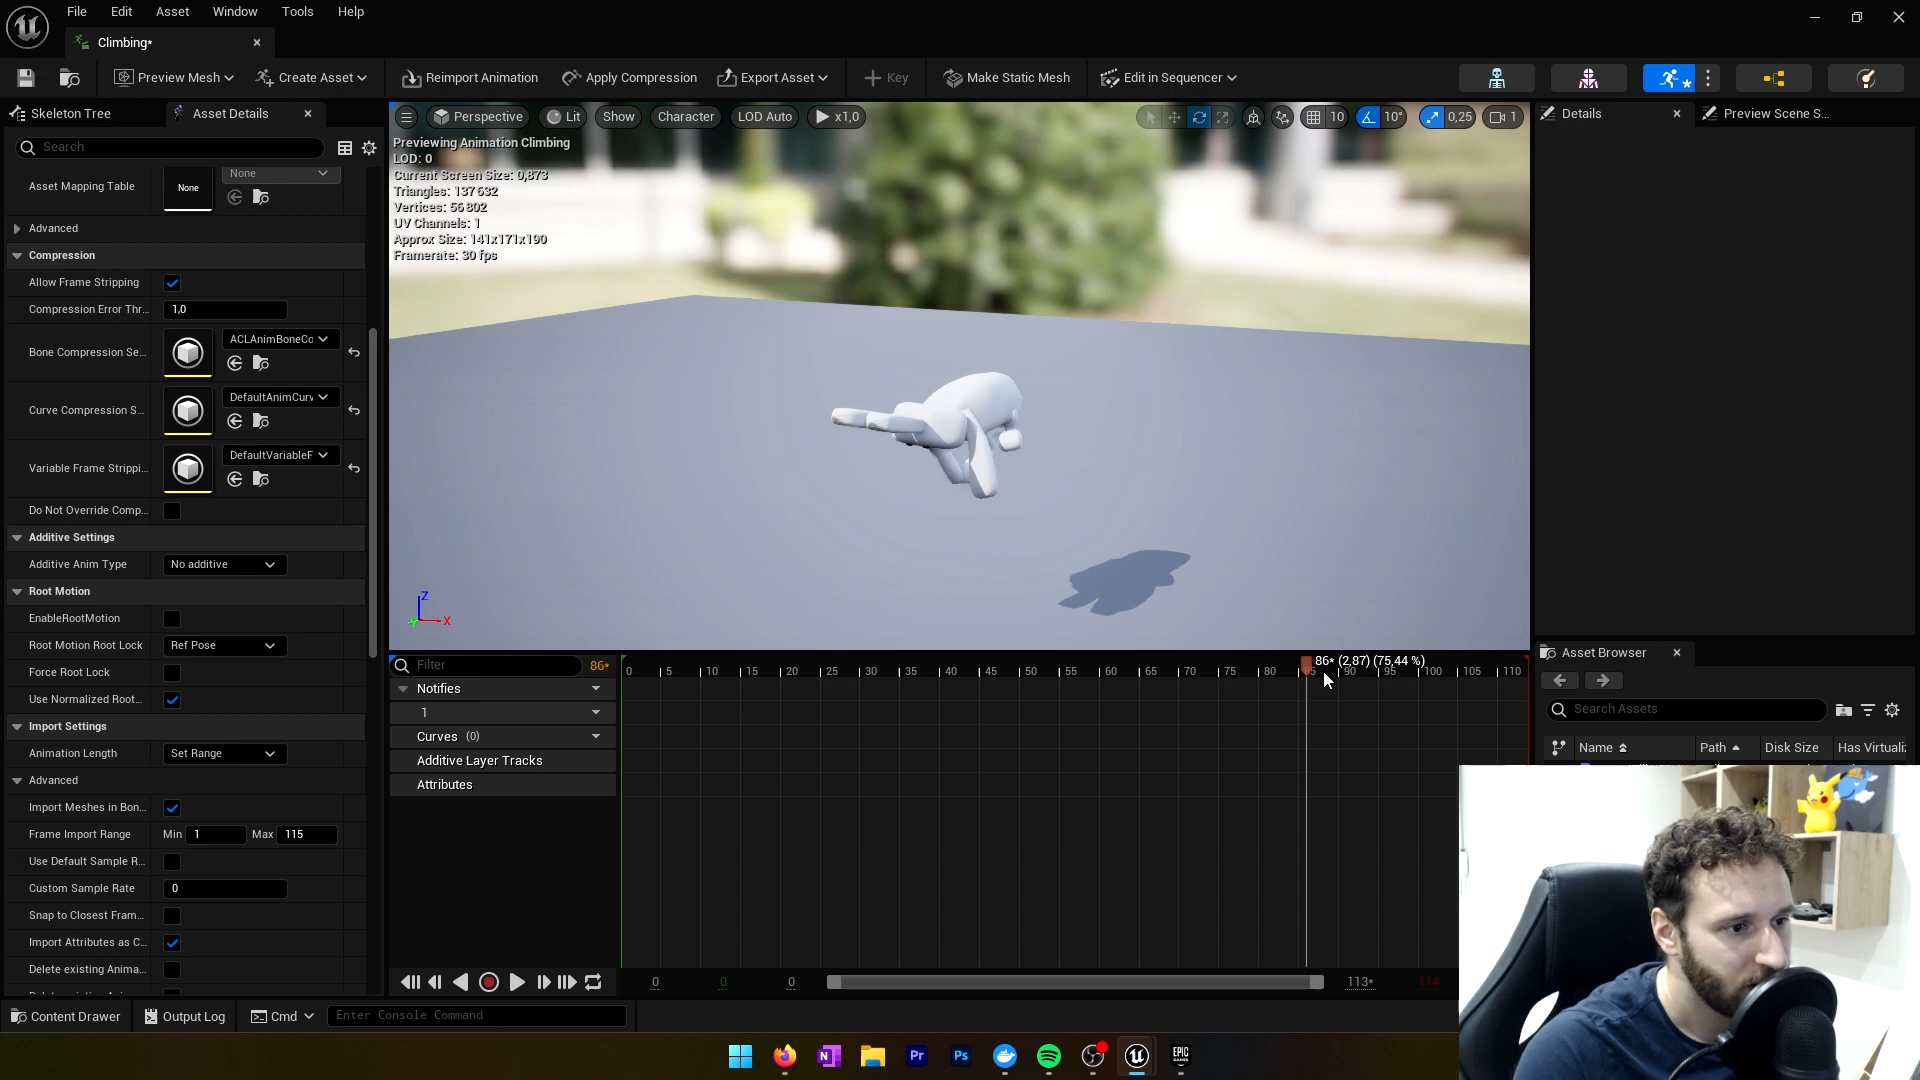 File Edit Asset Window Tools Help
Climbing*
Preview Mesh Create Asset Reimport Animation Apply Compression Export Asset Key Make Static Mesh Edit in Sequencer
Skeleton Tree Asset Details
Search
Asset Mapping Table None None
Advanced
Compression
Allow Frame Stripping
Compression Error Thr... 1,0
Bone Compression Se... ACLAnimBoneCo
Curve Compression S... DefaultAnimCurv
Variable Frame Strippi... DefaultVariableF
Do Not Override Comp...
Additive Settings
Additive Anim Type No additive
Root Motion
EnableRootMotion
Root Motion Root Lock Ref Pose
Force Root Lock
Use Normalized Root...
Import Settings
Animation Length Set Range
Advanced
Import Meshes in Bon...
Frame Import Range Min 1 Max 115
Use Default Sample R...
Custom Sample Rate 0
Snap to Closest Fram...
Import Attributes as C...
Delete existing Anima...
Perspective Lit Show Character LOD Auto x1,0 10 10° 0,25 1
Previewing Animation Climbing
LOD: 0
Current Screen Size: 0,873
Triangles: 137 632
Vertices: 56 802
UV Channels: 1
Approx Size: 141x171x190
Framerate: 30 fps
Z
X
Filter 86*
86* (2,87) (75,44 %)
0 5 10 15 20 25 30 35 40 45 50 55 60 65 70 75 80 85 90 95 100 105 110
Notifies
1
Curves (0)
Additive Layer Tracks
Attributes
0 0 0 113* 114
Details Preview Scene S...
Asset Browser
Search Assets
Name Path Disk Size Has Virtuali
Content Drawer Output Log Cmd Enter Console Command
N Pr Ps EPIC GAMES